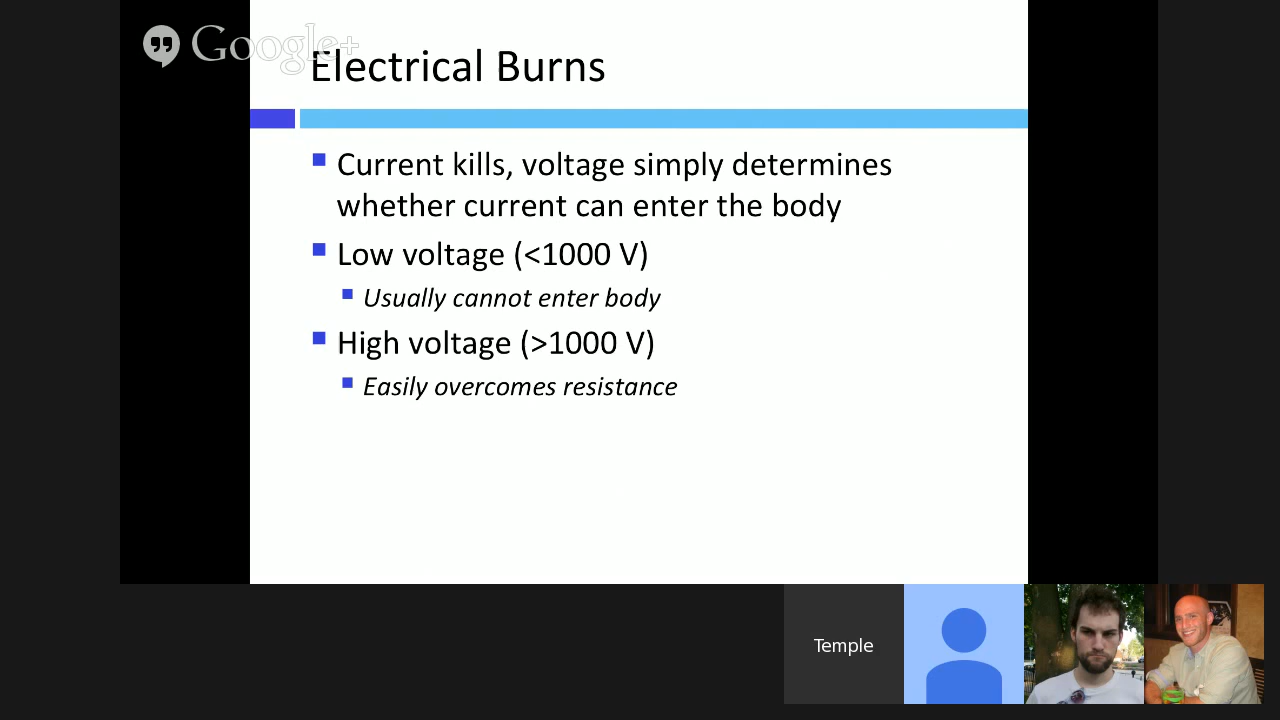 Google+
Electrical Burns
Current kills, voltage simply determines
whether current can enter the body
Low voltage (<1000 V)
Usually cannot enter body
High voltage (>1000 V)
Easily overcomes resistance
Temple